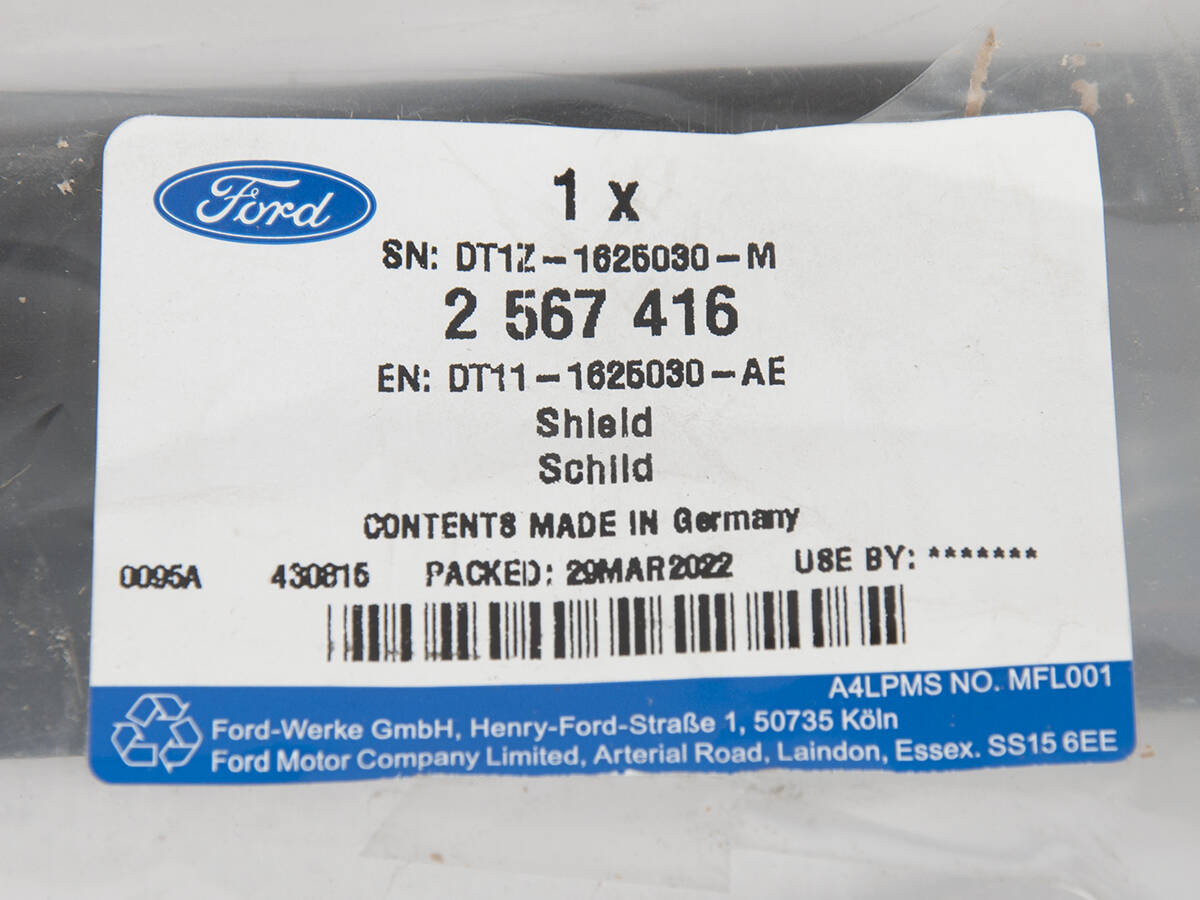 Ford
1 x
SN: DT1Z-1625030-M
2 567 416
EN: DT11-1625030-AE
Shield
Schild
CONTENTS MADE IN Germany
0095A 430815 PACKED: 29MAR2022 USE BY: *******
A4LPMS NO. MFL001
Ford-Werke GmbH, Henry-Ford-Straße 1, 50735 Köln
Ford Motor Company Limited, Arterial Road, Laindon, Essex. SS15 6EE